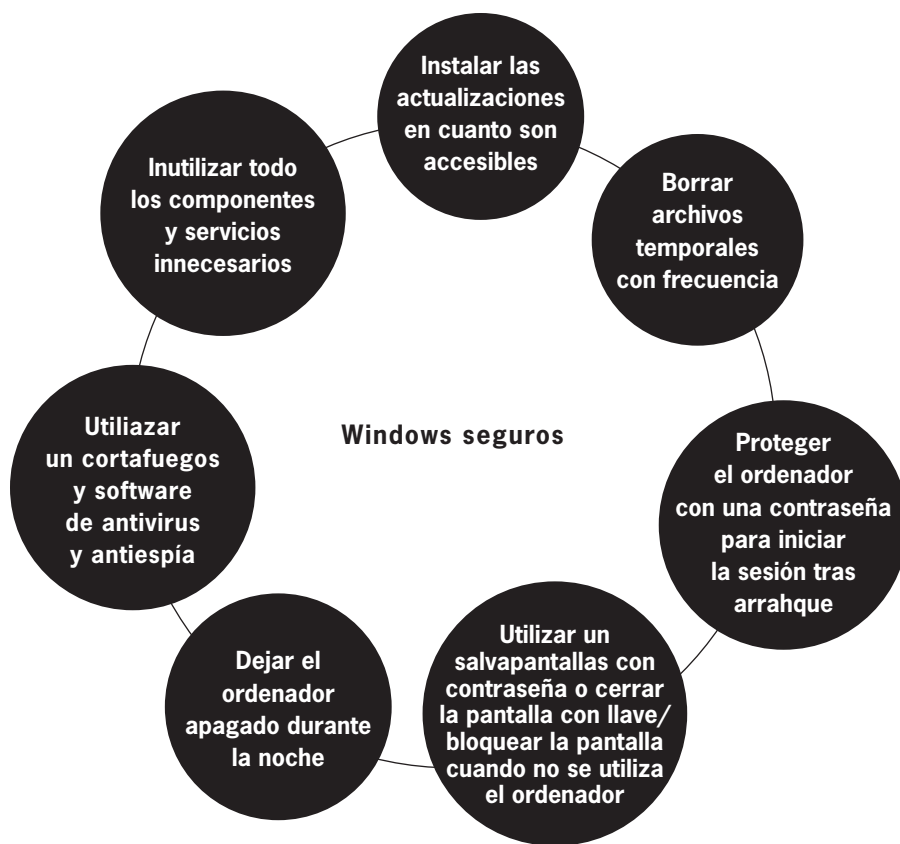 Instalar las
actualizaciones
en cuanto son
accesibles
Borrar
archivos
temporales
con frecuencia
Proteger
el ordenador
con una contraseña
para iniciar
la sesión tras
arrahque
Utilizar un
salvapantallas con
contraseña o cerrar
la pantalla con llave/
bloquear la pantalla
cuando no se utiliza
el ordenador
Dejar el
ordenador
apagado durante
la noche
Utiliazar
un cortafuegos
y software
de antivirus
y antiespía
Inutilizar todo
los componentes
y servicios
innecesarios
Windows seguros